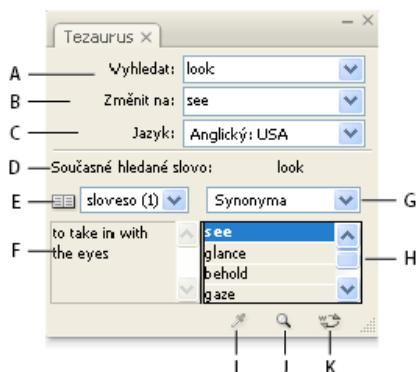 Tezaurus
A Vyhledat: look
B Změnit na: see
C Jazyk: Anglický: USA
D Současné hledané slovo: look
E sloveso (1) Synonyma G
F to take in with
the eyes
see
glance
behold
gaze
H
I J K